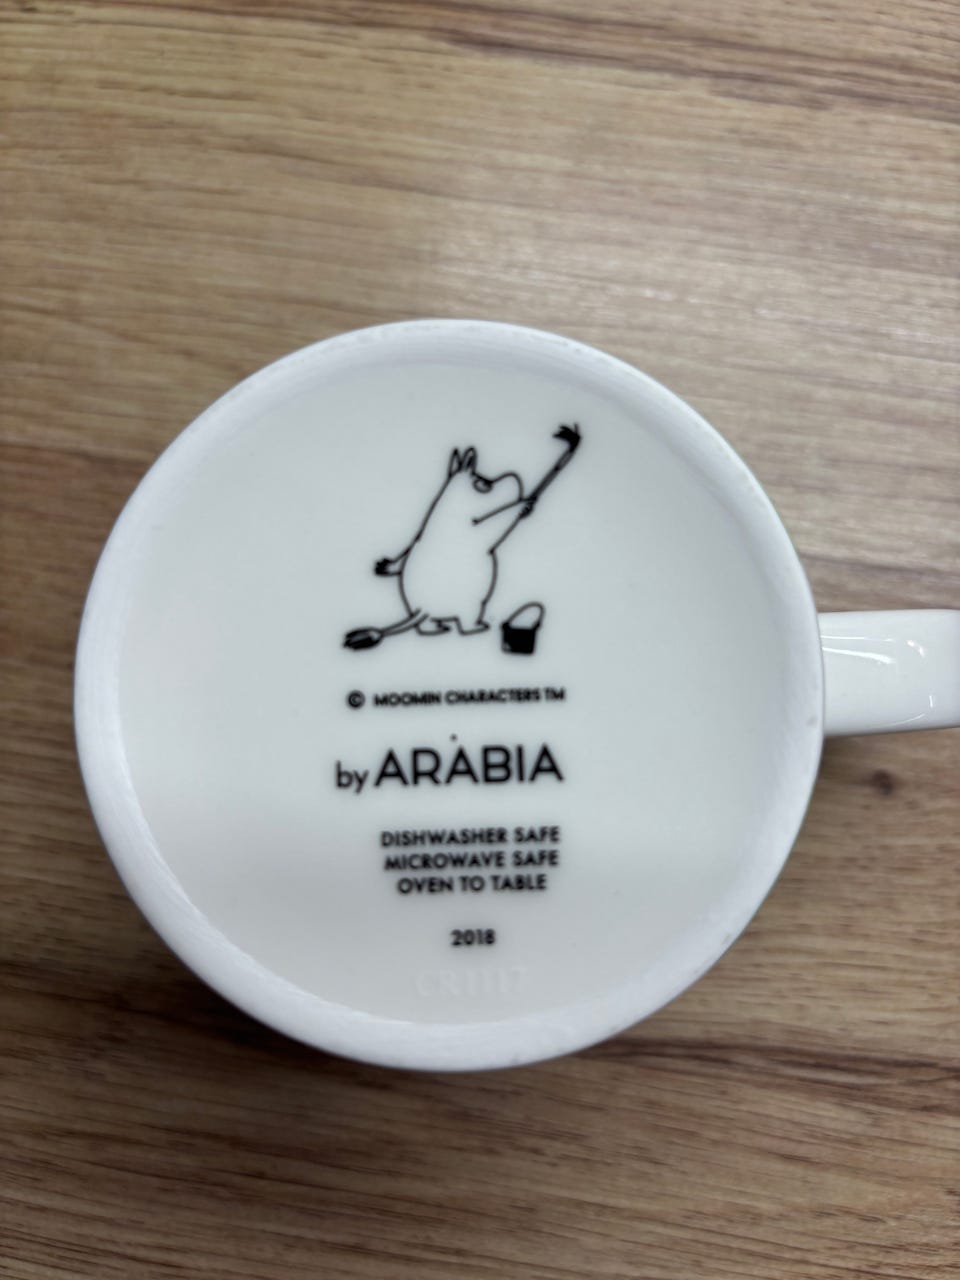 © MOOMIN CHARACTERS TM
by ARABIA
DISHWASHER SAFE
MICROWAVE SAFE
OVEN TO TABLE
2018